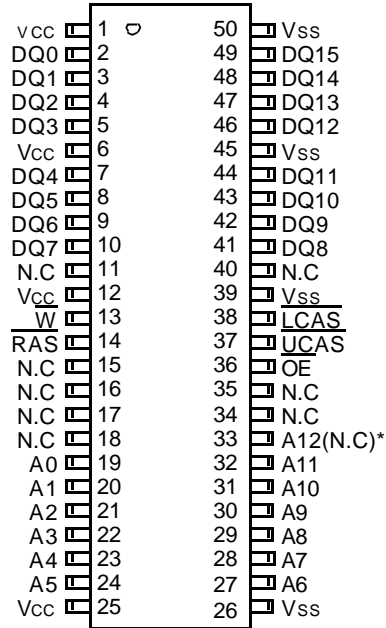 VCC 1 50 VSS
DQ0 2 49 DQ15
DQ1 3 48 DQ14
DQ2 4 47 DQ13
DQ3 5 46 DQ12
VCC 6 45 VSS
DQ4 7 44 DQ11
DQ5 8 43 DQ10
DQ6 9 42 DQ9
DQ7 10 41 DQ8
N.C 11 40 N.C
VCC 12 39 VSS
W 13 38 LCAS
RAS 14 37 UCAS
N.C 15 36 OE
N.C 16 35 N.C
N.C 17 34 N.C
N.C 18 33 A12(N.C)*
A0 19 32 A11
A1 20 31 A10
A2 21 30 A9
A3 22 29 A8
A4 23 28 A7
A5 24 27 A6
VCC 25 26 VSS